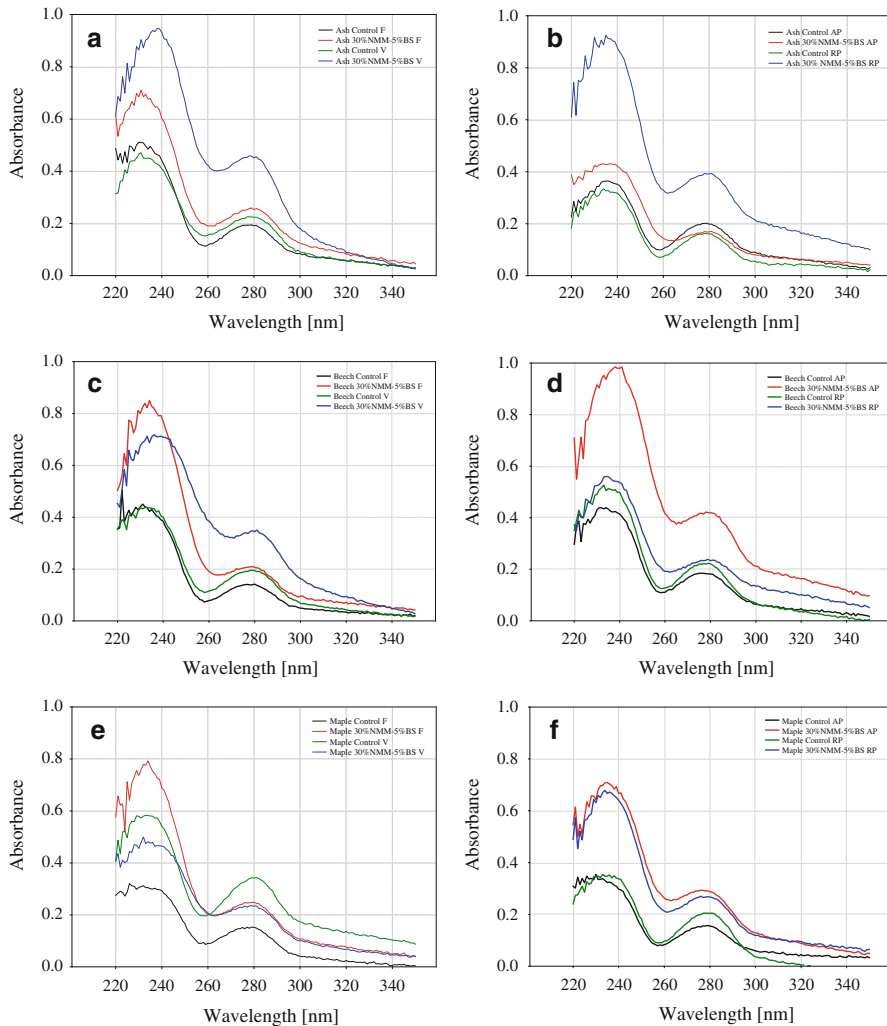 a
Ash Control F
Ash 30%NMM-5%BS F
Ash Control V
Ash 30%NMM-5%BS V
Absorbance
1.0
0.8
0.6
0.4
0.2
0.0
220 240 260 280 300 320 340
Wavelength [nm]
b
Ash Control AP
Ash 30%NMM-5%BS AP
Ash Control RP
Ash 30% NMM-5%BS RP
Absorbance
1.0
0.8
0.6
0.4
0.2
0.0
220 240 260 280 300 320 340
Wavelength [nm]
c
Beech Control F
Beech 30%NMM-5%BS F
Beech Control V
Beech 30%NMM-5%BS V
Absorbance
1.0
0.8
0.6
0.4
0.2
0.0
220 240 260 280 300 320 340
Wavelength [nm]
d
Beech Control AP
Beech 30%NMM-5%BS AP
Beech Control RP
Beech 30%NMM-5%BS RP
Absorbance
1.0
0.8
0.6
0.4
0.2
0.0
220 240 260 280 300 320 340
Wavelength [nm]
e
Maple Control F
Maple 30%NMM-5%BS F
Maple Control V
Maple 30%NMM-5%BS V
Absorbance
1.0
0.8
0.6
0.4
0.2
0.0
220 240 260 280 300 320 340
Wavelength [nm]
f
Maple Control AP
Maple 30%NMM-5%BS AP
Maple Control RP
Maple 30%NMM-5%BS RP
Absorbance
1.0
0.8
0.6
0.4
0.2
0.0
220 240 260 280 300 320 340
Wavelength [nm]